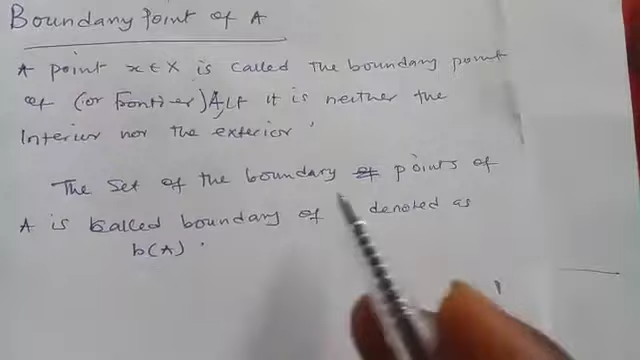 Boundary Point of A
A point x ∈ X is called the boundary point
of (or Frontier) A, if it is neither the
Interior nor the exterior.
The set of the boundary of points of
A is called boundary of denoted as
b(A).